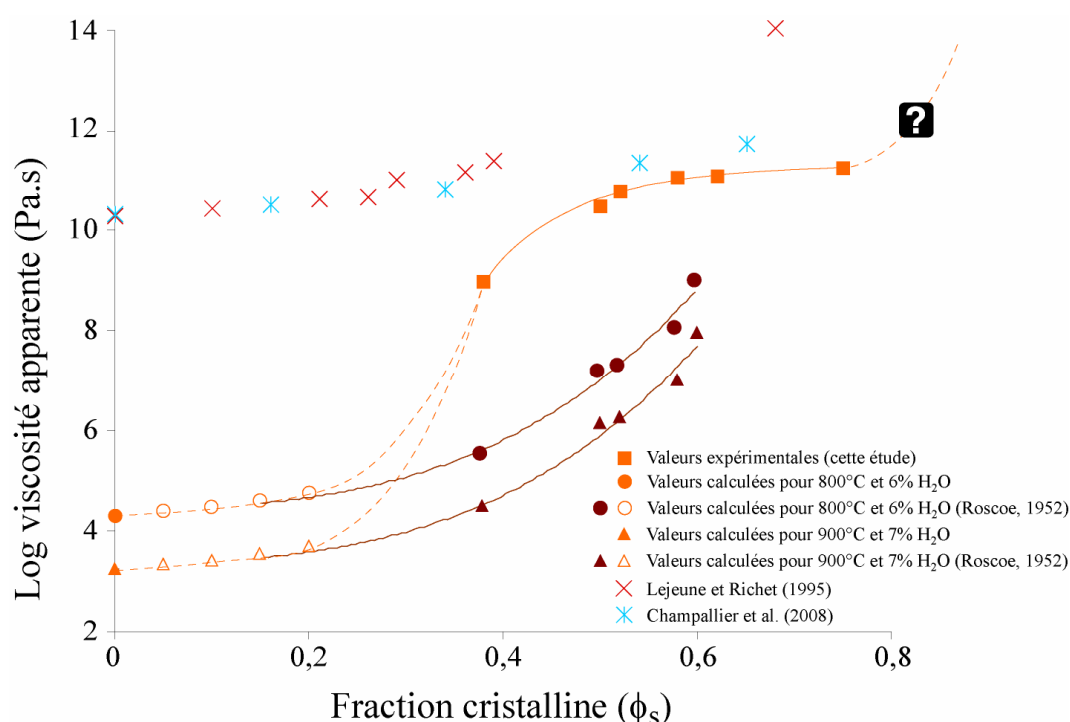 14
12
10
8
6
4
2
Log viscosité apparente (Pa.s)
?
Valeurs expérimentales (cette étude)
Valeurs calculées pour 800°C et 6% H₂O
Valeurs calculées pour 800°C et 6% H₂O (Roscoe, 1952)
Valeurs calculées pour 900°C et 7% H₂O
Valeurs calculées pour 900°C et 7% H₂O (Roscoe, 1952)
Lejeune et Richet (1995)
Champallier et al. (2008)
0 0,2 0,4 0,6 0,8
Fraction cristalline (ϕₛ)